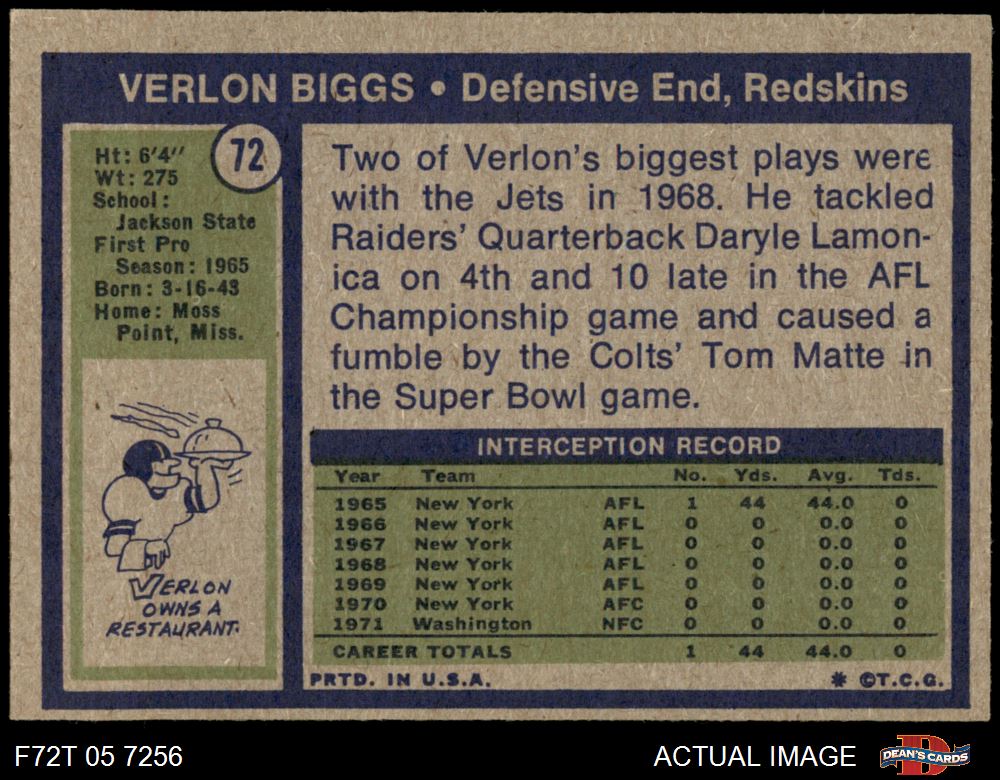 VERLON BIGGS • Defensive End, Redskins
72
Ht: 6'4"
Wt: 275
School:
Jackson State
First Pro
Season: 1965
Born: 3-16-43
Home: Moss
Point, Miss.
VERLON
OWNS A
RESTAURANT.
Two of Verlon's biggest plays were
with the Jets in 1968. He tackled
Raiders' Quarterback Daryle Lamon-
ica on 4th and 10 late in the AFL
Championship game and caused a
fumble by the Colts' Tom Matte in
the Super Bowl game.
INTERCEPTION RECORD
Year Team No. Yds. Avg. Tds.
1965 New York AFL 1 44 44.0 0
1966 New York AFL 0 0 0.0 0
1967 New York AFL 0 0 0.0 0
1968 New York AFL 0 0 0.0 0
1969 New York AFL 0 0 0.0 0
1970 New York AFC 0 0 0.0 0
1971 Washington NFC 0 0 0.0 0
CAREER TOTALS 1 44 44.0 0
PRTD. IN U.S.A. * ©T.C.G.
F72T 05 7256 ACTUAL IMAGE DEAN'S CARDS